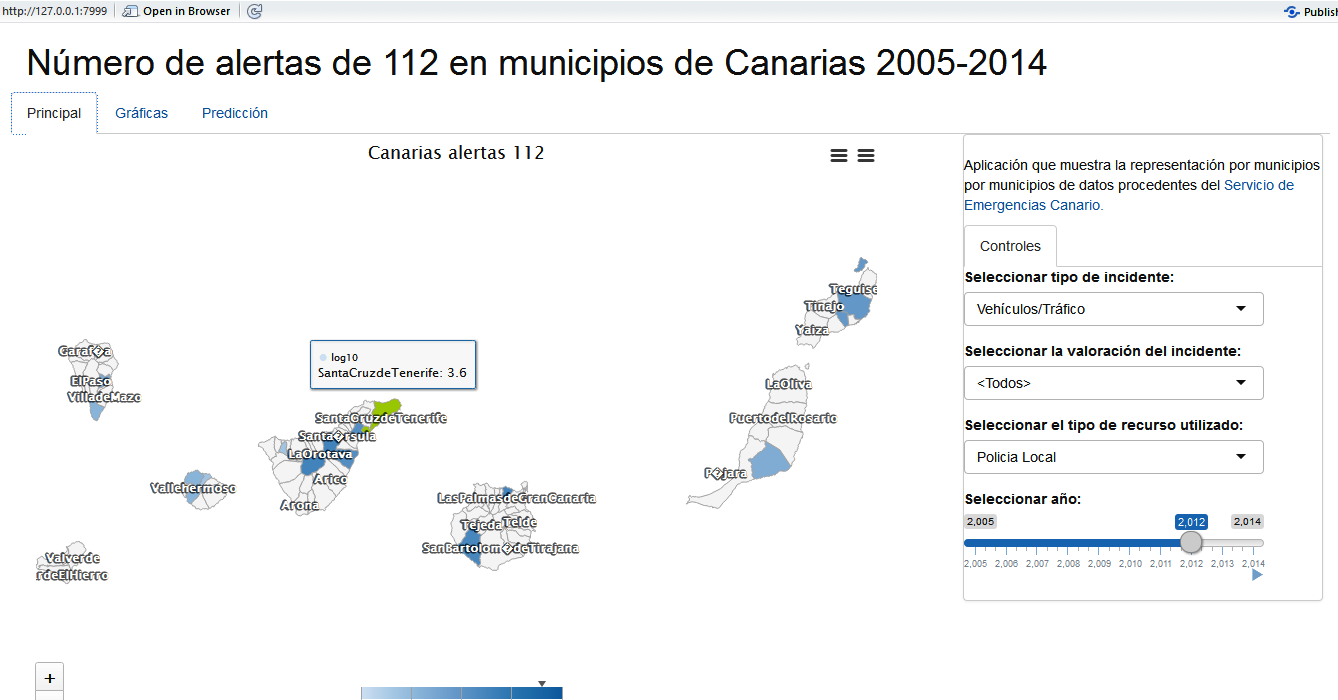 http://127.0.0.1:7999 Open in Browser Publish
Número de alertas de 112 en municipios de Canarias 2005-2014
Principal Gráficas Predicción
Canarias alertas 112
Aplicación que muestra la representación por municipios
por municipios de datos procedentes del Servicio de
Emergencias Canario.
Controles
Seleccionar tipo de incidente:
Vehículos/Tráfico
Seleccionar la valoración del incidente:
<Todos>
Seleccionar el tipo de recurso utilizado:
Policia Local
Seleccionar año:
2,005 2,012 2,014
2,005 2,006 2,007 2,008 2,009 2,010 2,011 2,012 2,013 2,014
Teguise
Tinajo
Yaiza
Garaf�a
ElPaso
VilladeMazo
log10
SantaCruzdeTenerife: 3.6
LaOliva
PuertodelRosario
P�jara
SantaCruzdeTenerife
Santa�rsula
LaOrotava
Arico
Arona
Vallehermoso
LasPalmasdeGranCanaria
Tejeda
Telde
SanBartolom�deTirajana
Valverde
rdeElHierro
+